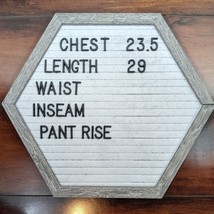 CHEST 23.5
LENGTH 29
WAIST
INSEAM
PANT RISE